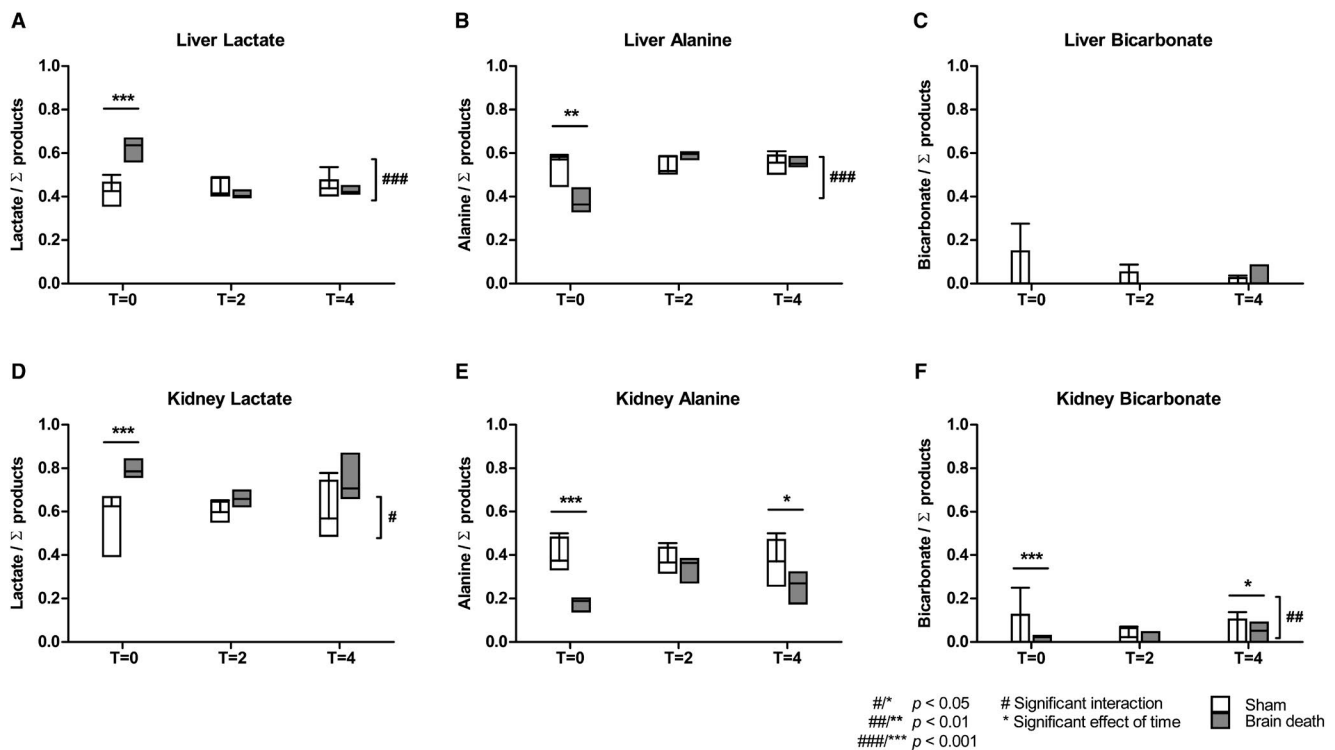 A
Liver Lactate
Lactate / Σ products
1.0
0.8
0.6
0.4
0.2
0.0
***
###
T=0 T=2 T=4
B
Liver Alanine
Alanine / Σ products
1.0
0.8
0.6
0.4
0.2
0.0
**
###
T=0 T=2 T=4
C
Liver Bicarbonate
Bicarbonate / Σ products
1.0
0.8
0.6
0.4
0.2
0.0
T=0 T=2 T=4
D
Kidney Lactate
Lactate / Σ products
1.0
0.8
0.6
0.4
0.2
0.0
***
#
T=0 T=2 T=4
E
Kidney Alanine
Alanine / Σ products
1.0
0.8
0.6
0.4
0.2
0.0
***
*
T=0 T=2 T=4
F
Kidney Bicarbonate
Bicarbonate / Σ products
1.0
0.8
0.6
0.4
0.2
0.0
***
*
##
T=0 T=2 T=4
#/* p < 0.05 # Significant interaction Sham
##/** p < 0.01 * Significant effect of time Brain death
###/*** p < 0.001